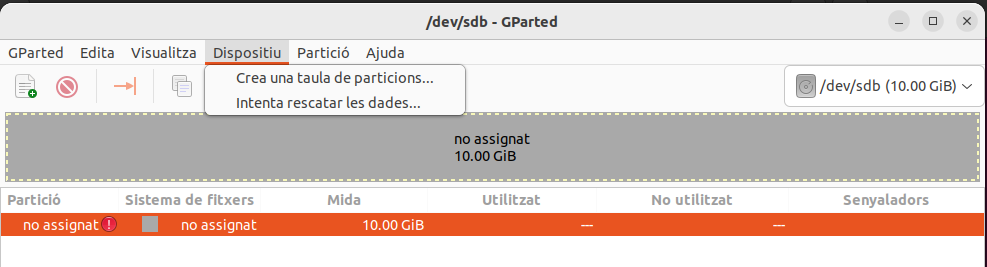 /dev/sdb - GParted
GParted Edita Visualitza Dispositiu Partició Ajuda
Crea una taula de particions...
Intenta rescatar les dades...
/dev/sdb (10.00 GiB)
no assignat
10.00 GiB
Partició Sistema de fitxers Mida Utilitzat No utilitzat Senyaladors
no assignat no assignat 10.00 GiB --- ---